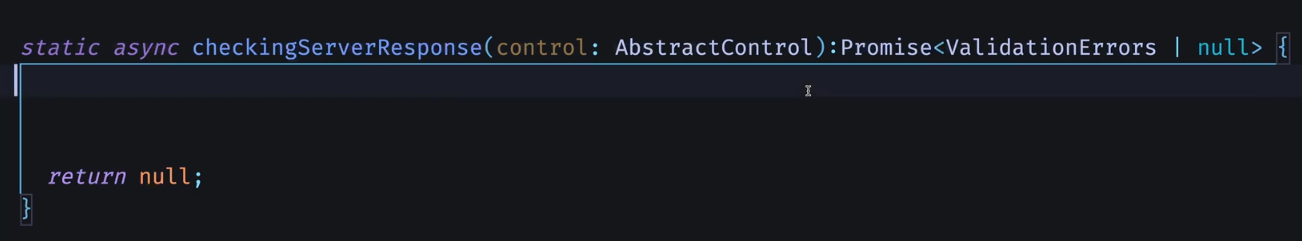 static async checkingServerResponse(control: AbstractControl):Promise<ValidationErrors | null> {
return null;
}